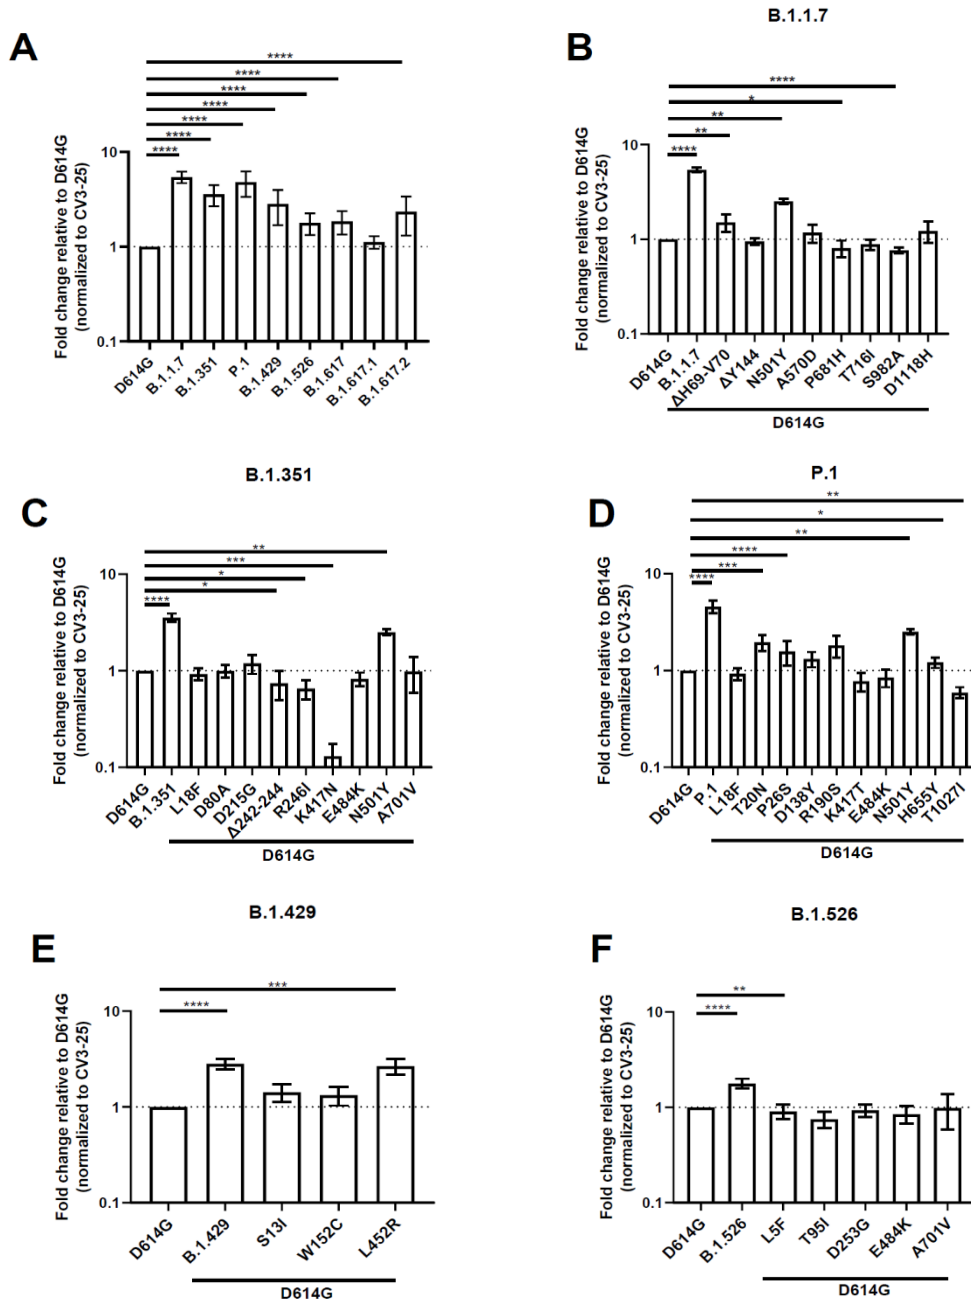 A
****
****
****
****
****
****
****
Fold change relative to D614G
(normalized to CV3-25)
10
1
0.1
D614G
B.1.1.7
B.1.351
P.1
B.1.429
B.1.526
B.1.617
B.1.617.1
B.1.617.2
B.1.1.7
B
****
*
**
**
****
Fold change relative to D614G
(normalized to CV3-25)
10
1
0.1
D614G
B.1.1.7
ΔH69-V70
ΔY144
N501Y
A570D
P681H
T716I
S982A
D1118H
D614G
B.1.351
C
**
***
*
*
****
Fold change relative to D614G
(normalized to CV3-25)
10
1
0.1
D614G
B.1.351
L18F
D80A
D215G
Δ242-244
R246I
K417N
E484K
N501Y
A701V
D614G
P.1
D
**
*
**
****
***
****
Fold change relative to D614G
(normalized to CV3-25)
10
1
0.1
D614G
P.1
L18F
T20N
P26S
D138Y
R190S
K417T
E484K
N501Y
H655Y
T1027I
D614G
B.1.429
E
***
****
Fold change relative to D614G
(normalized to CV3-25)
10
1
0.1
D614G
B.1.429
S13I
W152C
L452R
D614G
B.1.526
F
**
****
Fold change relative to D614G
(normalized to CV3-25)
10
1
0.1
D614G
B.1.526
L5F
T95I
D253G
E484K
A701V
D614G